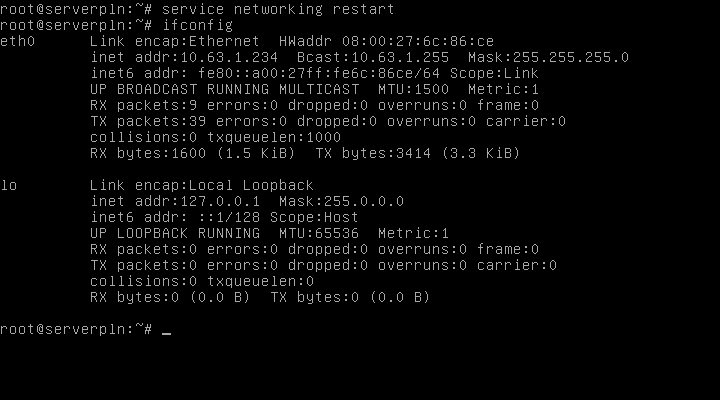 root@serverpln:~# service networking restart
root@serverpln:~# ifconfig
eth0      Link encap:Ethernet  HWaddr 08:00:27:6c:86:ce
          inet addr:10.63.1.234  Bcast:10.63.1.255  Mask:255.255.255.0
          inet6 addr: fe80::a00:27ff:fe6c:86ce/64 Scope:Link
          UP BROADCAST RUNNING MULTICAST  MTU:1500  Metric:1
          RX packets:9 errors:0 dropped:0 overruns:0 frame:0
          TX packets:39 errors:0 dropped:0 overruns:0 carrier:0
          collisions:0 txqueuelen:1000
          RX bytes:1600 (1.5 KiB)  TX bytes:3414 (3.3 KiB)
lo        Link encap:Local Loopback
          inet addr:127.0.0.1  Mask:255.0.0.0
          inet6 addr: ::1/128 Scope:Host
          UP LOOPBACK RUNNING  MTU:65536  Metric:1
          RX packets:0 errors:0 dropped:0 overruns:0 frame:0
          TX packets:0 errors:0 dropped:0 overruns:0 carrier:0
          collisions:0 txqueuelen:0
          RX bytes:0 (0.0 B)  TX bytes:0 (0.0 B)
root@serverpln:~# _